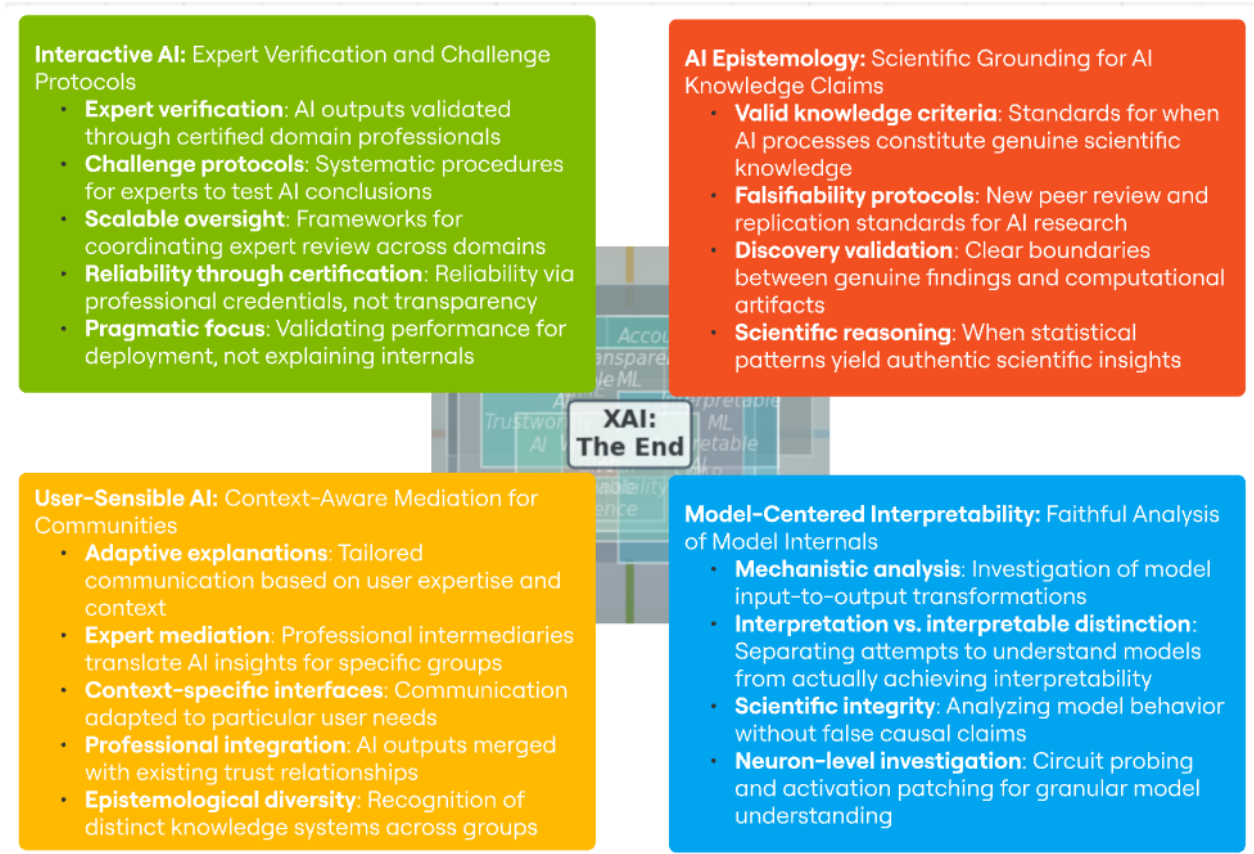 Interactive AI: Expert Verification and Challenge
Protocols
• Expert verification: AI outputs validated
through certified domain professionals
• Challenge protocols: Systematic procedures
for experts to test AI conclusions
• Scalable oversight: Frameworks for
coordinating expert review across domains
• Reliability through certification: Reliability via
professional credentials, not transparency
• Pragmatic focus: Validating performance for
deployment, not explaining internals
AI Epistemology: Scientific Grounding for AI
Knowledge Claims
• Valid knowledge criteria: Standards for when
AI processes constitute genuine scientific
knowledge
• Falsifiability protocols: New peer review and
replication standards for AI research
• Discovery validation: Clear boundaries
between genuine findings and computational
artifacts
• Scientific reasoning: When statistical
patterns yield authentic scientific insights
ML
ML
AI
XAI:
The End
User-Sensible AI: Context-Aware Mediation for
Communities
• Adaptive explanations: Tailored
communication based on user expertise and
context
• Expert mediation: Professional intermediaries
translate AI insights for specific groups
• Context-specific interfaces: Communication
adapted to particular user needs
• Professional integration: AI outputs merged
with existing trust relationships
• Epistemological diversity: Recognition of
distinct knowledge systems across groups
Model-Centered Interpretability: Faithful Analysis
of Model Internals
• Mechanistic analysis: Investigation of model
input-to-output transformations
• Interpretation vs. interpretable distinction:
Separating attempts to understand models
from actually achieving interpretability
• Scientific integrity: Analyzing model behavior
without false causal claims
• Neuron-level investigation: Circuit probing
and activation patching for granular model
understanding